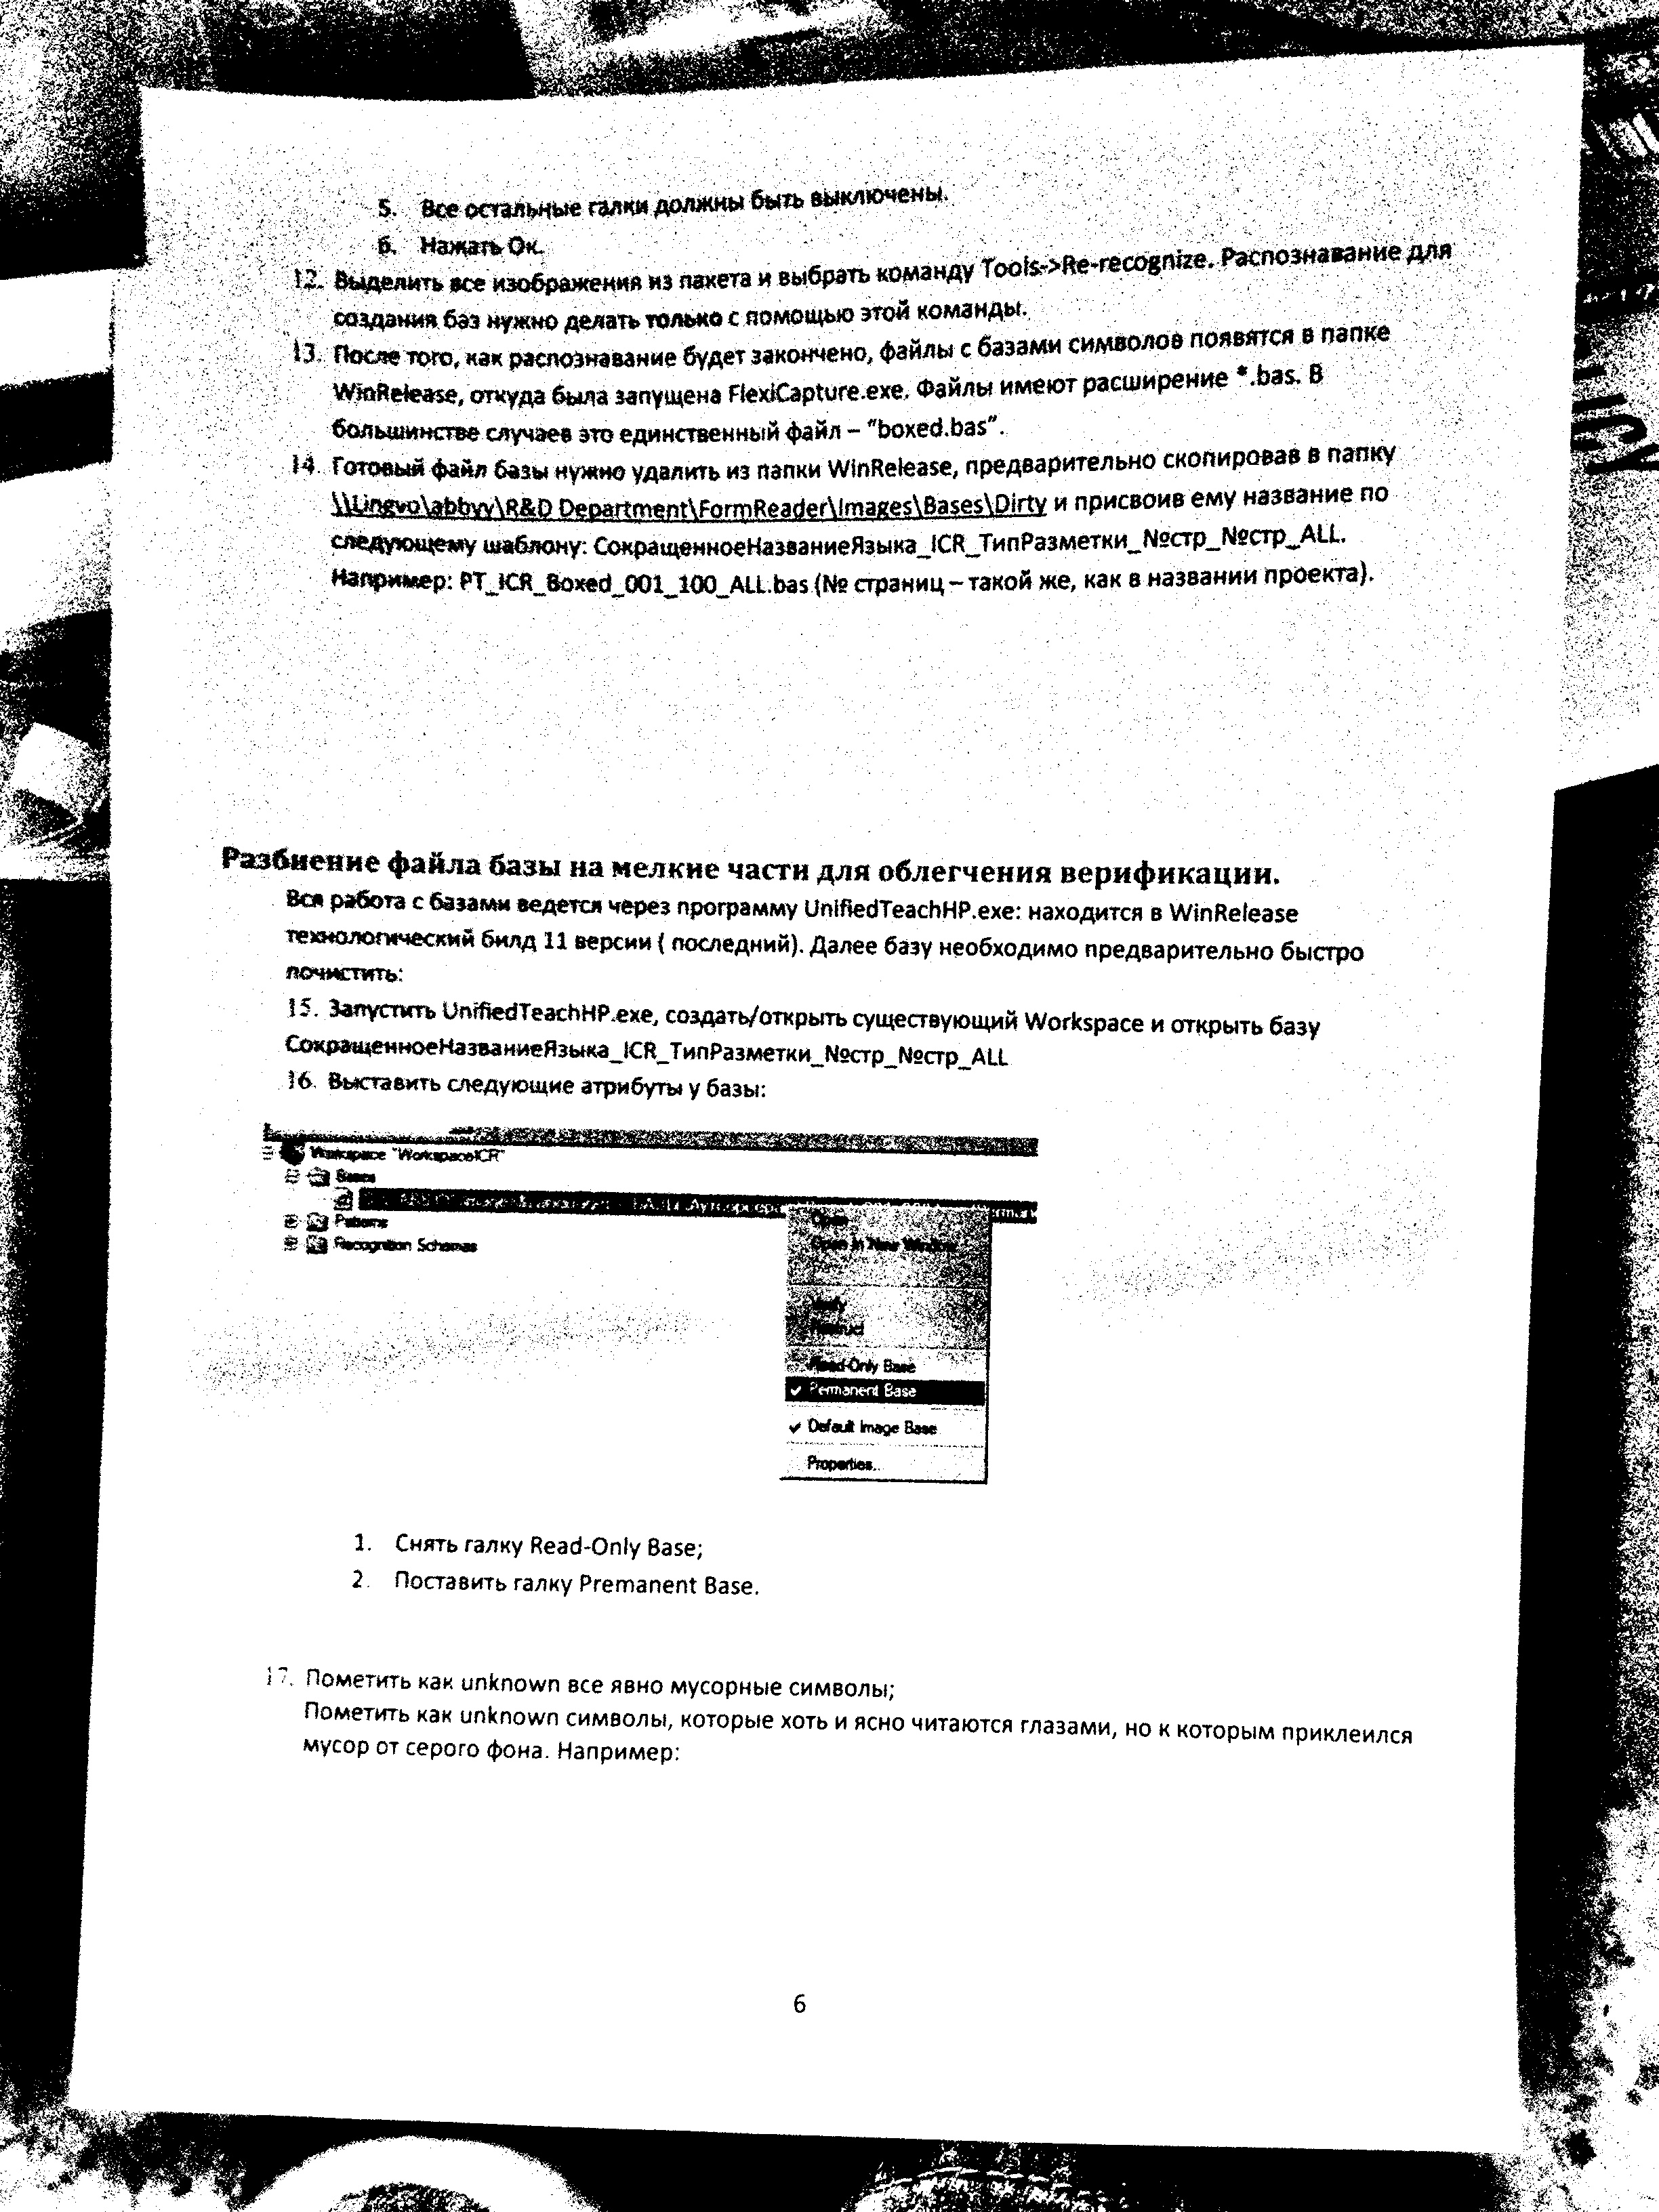 5. Все остальные галки должны быть выключены.
6. Нажать Ок.
12. Выделить все изображения из пакета и выбрать команду Tools->Re-recognize. Распознавание для
создания баз нужно делать только с помощью этой команды.
13. После того, как распознавание будет закончено, файлы с базами символов появятся в папке
WinRelease, откуда была запущена FlexiCapture.exe. Файлы имеют расширение *.bas. В
большинстве случаев это единственный файл – "boxed.bas".
14. Готовый файл базы нужно удалить из папки WinRelease, предварительно скопировав в папку
\\Lingvo\abbyy\R&D Department\FormReader\Images\Bases\Dirty и присвоив ему название по
следующему шаблону: СокращенноеНазваниеЯзыка_ICR_ТипРазметки_№стр_№стр_ALL.
Например: PT_ICR_Boxed_001_100_ALL.bas (№ страниц – такой же, как в названии проекта).
Разбиение файла базы на мелкие части для облегчения верификации.
Вся работа с базами ведется через программу UnifiedTeachHP.exe: находится в WinRelease
технологический билд 11 версии ( последний). Далее базу необходимо предварительно быстро
почистить:
15. Запустить UnifiedTeachHP.exe, создать/открыть существующий Workspace и открыть базу
СокращенноеНазваниеЯзыка_ICR_ТипРазметки_№стр_№стр_ALL
16. Выставить следующие атрибуты у базы:
Workspace "WorkspaceICR"
Bases
Patterns
Recognition Schemas
Open
Open in New Window
Verify
Read-Only Base
Permanent Base
Default Image Base
Properties...
1. Снять галку Read-Only Base;
2. Поставить галку Premanent Base.
17. Пометить как unknown все явно мусорные символы;
Пометить как unknown символы, которые хоть и ясно читаются глазами, но к которым приклеился
мусор от серого фона. Например:
6